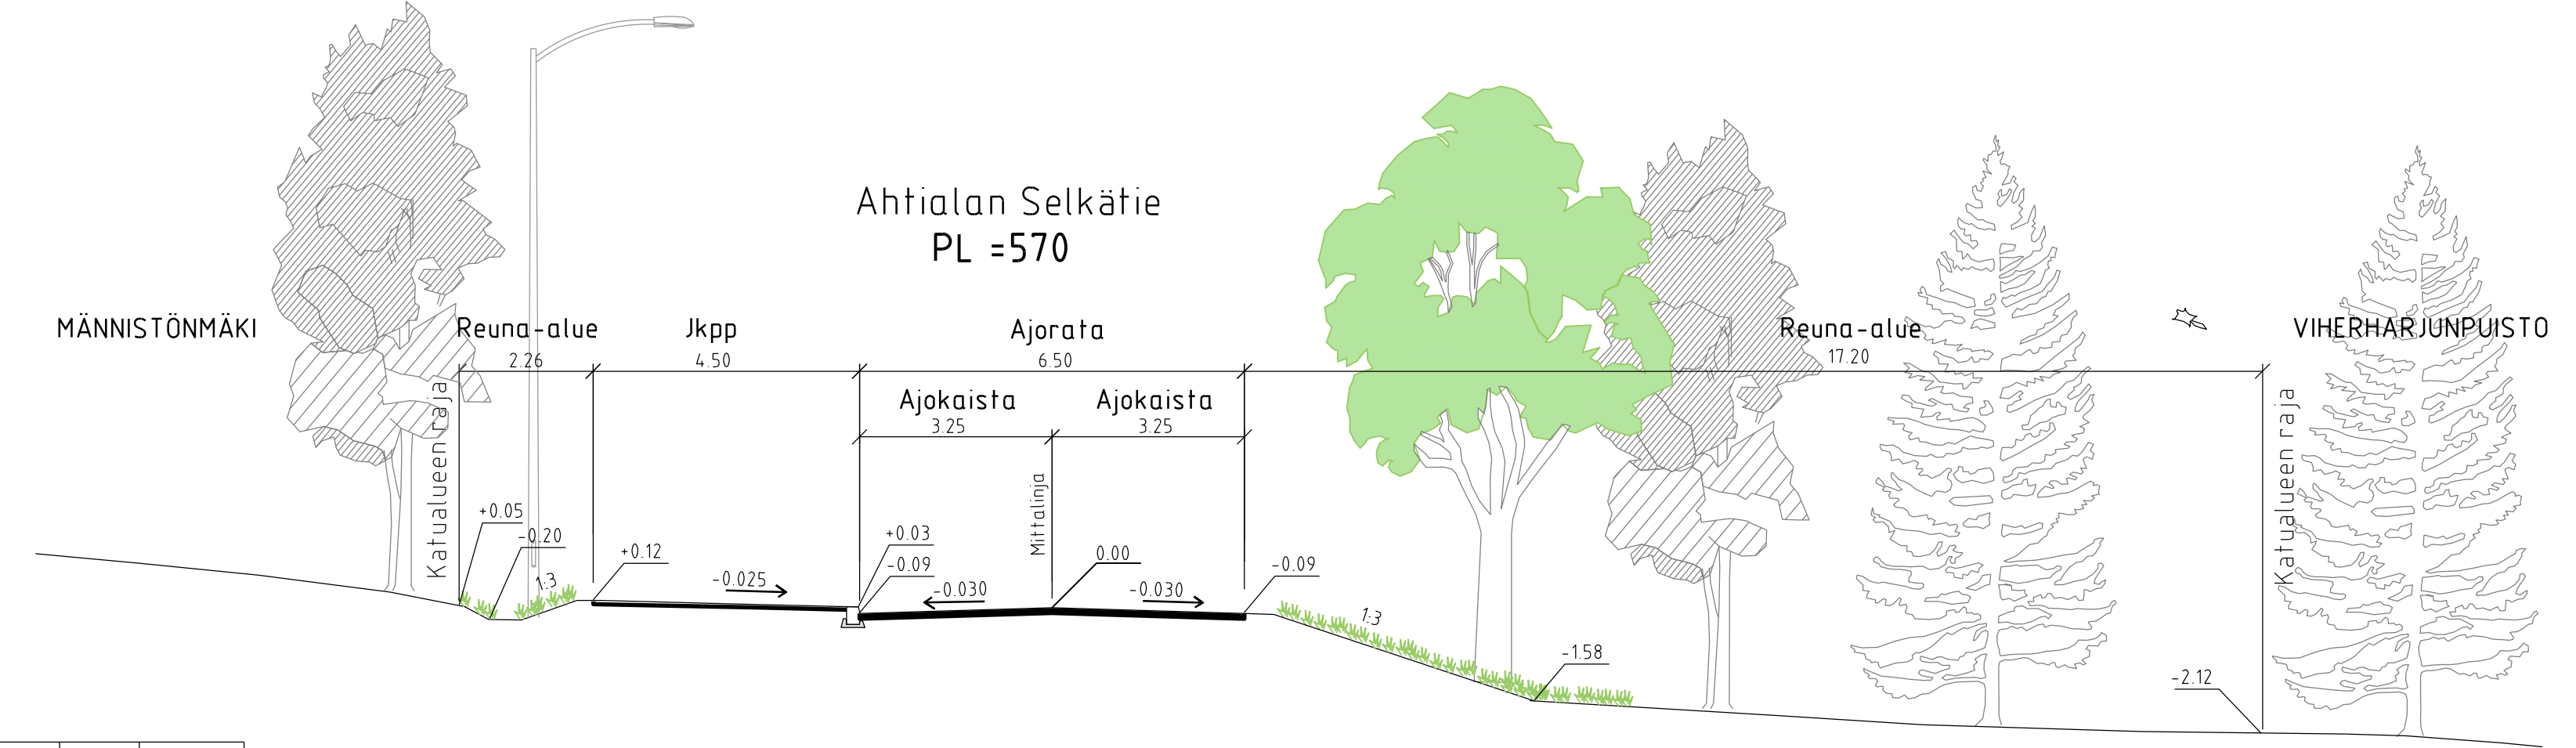 Ahtialan Selkätie
PL =570
MÄNNISTÖNMÄKI
Reuna-alue
Jkpp
Ajorata
Reuna-alue
VIHERHARJUNPUISTO
2.26
4.50
6.50
17.20
Ajokaista
Ajokaista
3.25
3.25
Katualueen raja
Mittalinja
Katualueen raja
+0.05
-0.20
1:3
+0.12
-0.025
+0.03
-0.09
-0.030
0.00
-0.030
-0.09
1:3
-1.58
-2.12